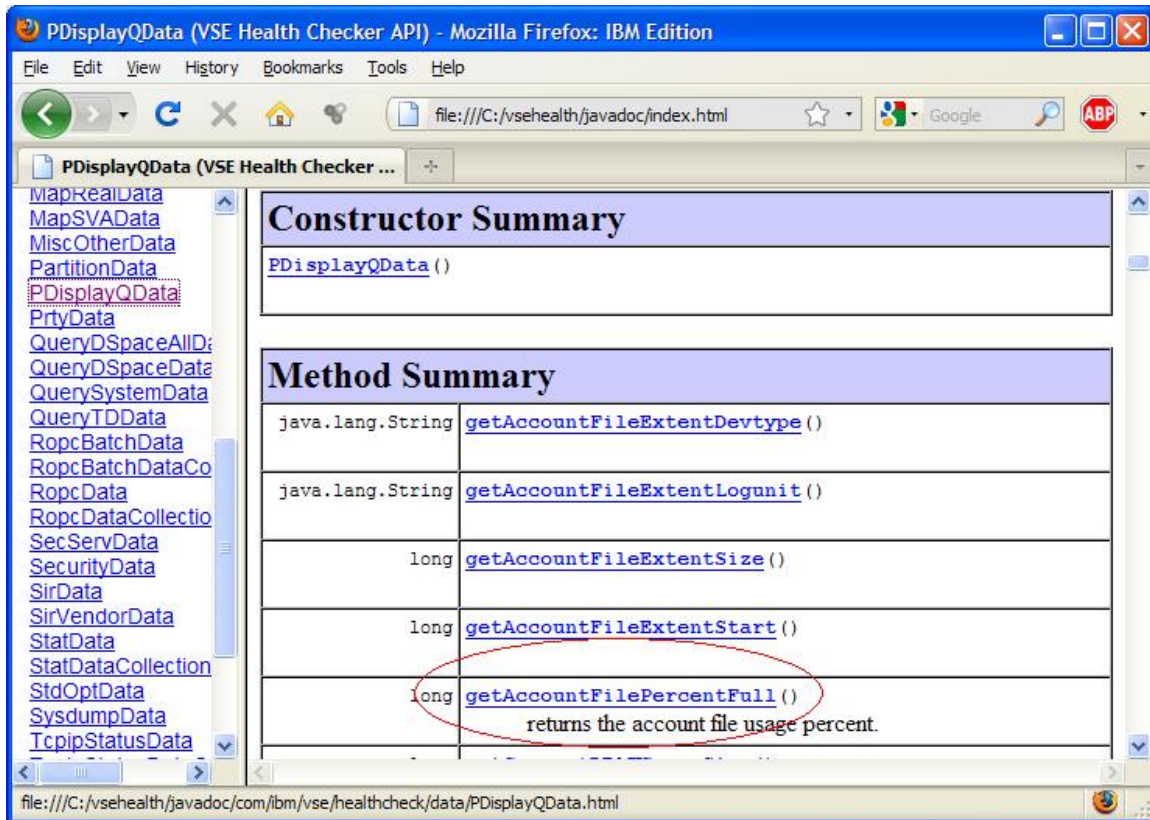 PDisplayQData (VSE Health Checker API) - Mozilla Firefox: IBM Edition
File Edit View History Bookmarks Tools Help
file:///C:/vsehealth/javadoc/index.html
Google
ABP
PDisplayQData (VSE Health Checker ...
MapRealData
MapSVAData
MiscOtherData
PartitionData
PDisplayQData
PrtyData
QueryDSpaceAllDa
QueryDSpaceData
QuerySystemData
QueryTDData
RopcBatchData
RopcBatchDataCo
RopcData
RopcDataCollectio
SecServData
SecurityData
SirData
SirVendorData
StatData
StatDataCollection
StdOptData
SysdumpData
TcpipStatusData
Constructor Summary
PDisplayQData()
Method Summary
java.lang.String getAccountFileExtentDevtype()
java.lang.String getAccountFileExtentLogunit()
long getAccountFileExtentSize()
long getAccountFileExtentStart()
long getAccountFilePercentFull()
returns the account file usage percent.
file:///C:/vsehealth/javadoc/com/ibm/vse/healthcheck/data/PDisplayQData.html